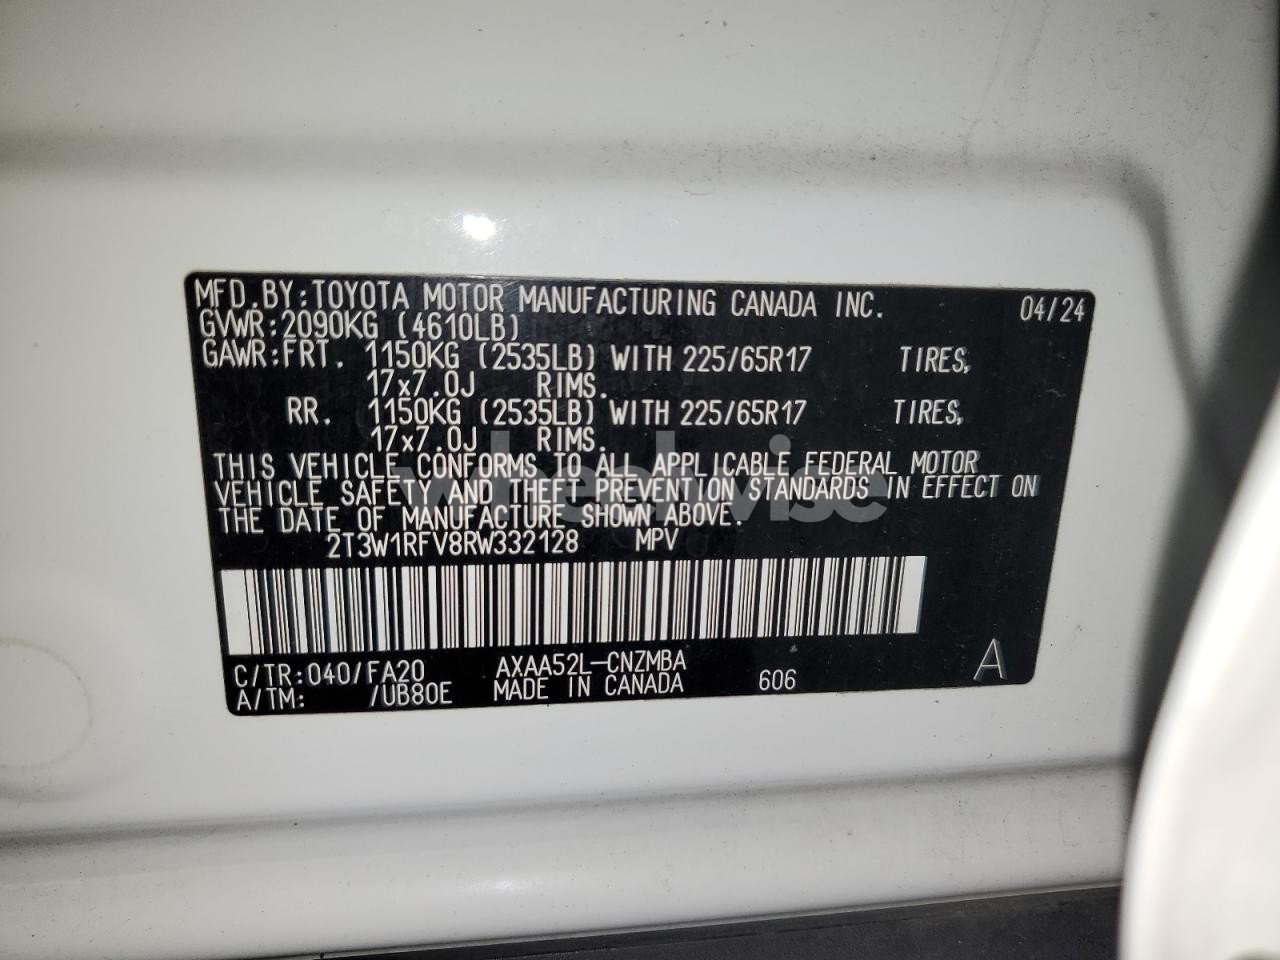 MFD.BY:TOYOTA MOTOR MANUFACTURING CANADA INC. 04/24
GVWR:2090KG (4610LB)
GAWR:FRT. 1150KG (2535LB) WITH 225/65R17 TIRES,
17x7.0J RIMS.
RR. 1150KG (2535LB) WITH 225/65R17 TIRES,
17x7.0J RIMS.
THIS VEHICLE CONFORMS TO ALL APPLICABLE FEDERAL MOTOR
VEHICLE SAFETY AND THEFT PREVENTION STANDARDS IN EFFECT ON
THE DATE OF MANUFACTURE SHOWN ABOVE.
2T3W1RFV8RW332128 MPV
C/TR:040/FA20 AXAA52L-CNZMBA
A/TM: /UB80E MADE IN CANADA 606 A
wheelwise